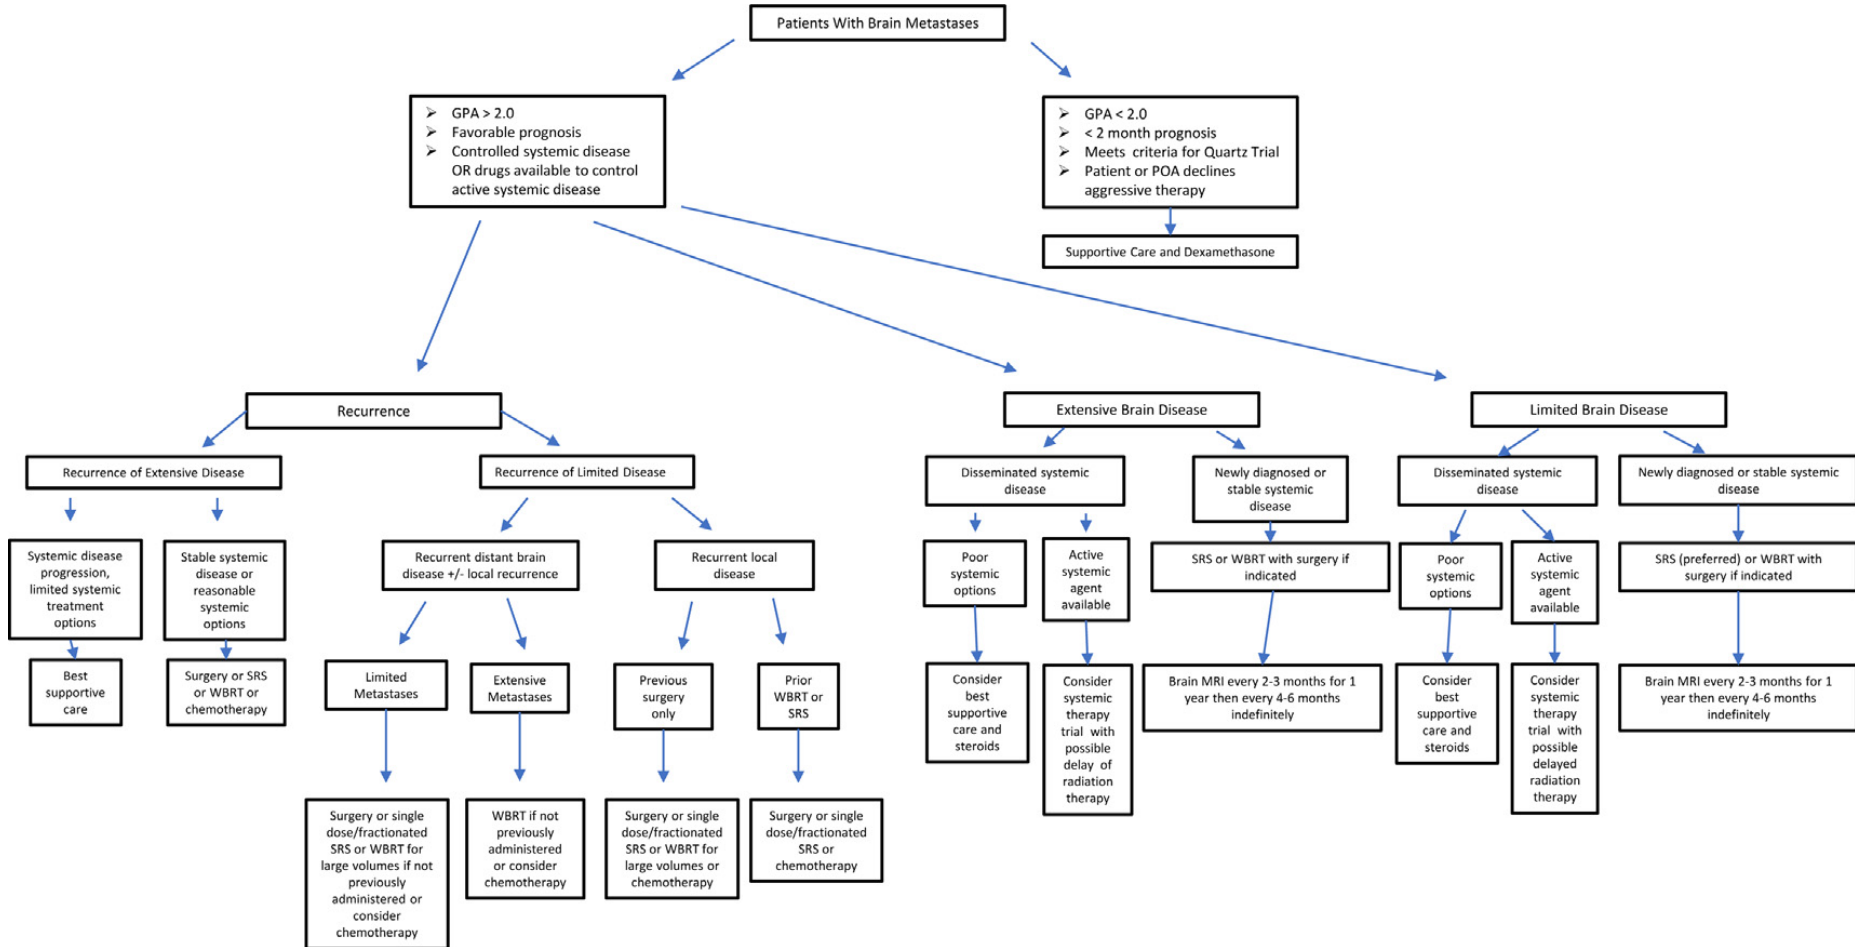 Patients With Brain Metastases
➢ GPA > 2.0
➢ Favorable prognosis
➢ Controlled systemic disease
OR drugs available to control
active systemic disease
➢ GPA < 2.0
➢ < 2 month prognosis
➢ Meets criteria for Quartz Trial
➢ Patient or POA declines
aggressive therapy
Supportive Care and Dexamethasone
Recurrence
Extensive Brain Disease
Limited Brain Disease
Recurrence of Extensive Disease
Recurrence of Limited Disease
Disseminated systemic
disease
Newly diagnosed or
stable systemic
disease
Disseminated systemic
disease
Newly diagnosed or stable systemic
disease
Systemic disease
progression,
limited systemic
treatment
options
Stable systemic
disease or
reasonable
systemic
options
Recurrent distant brain
disease +/- local recurrence
Recurrent local
disease
Poor
systemic
options
Active
systemic
agent
available
SRS or WBRT with surgery if
indicated
Poor
systemic
options
Active
systemic
agent
available
SRS (preferred) or WBRT with
surgery if indicated
Best
supportive
care
Surgery or SRS
or WBRT or
chemotherapy
Limited
Metastases
Extensive
Metastases
Previous
surgery
only
Prior
WBRT or
SRS
Consider
best
supportive
care and
steroids
Consider
systemic
therapy
trial with
possible
delay of
radiation
therapy
Brain MRI every 2-3 months for 1
year then every 4-6 months
indefinitely
Consider
best
supportive
care and
steroids
Consider
systemic
therapy
trial with
possible
delayed
radiation
therapy
Brain MRI every 2-3 months for 1
year then every 4-6 months
indefinitely
Surgery or single
dose/fractionated
SRS or WBRT for
large volumes if not
previously
administered or
consider
chemotherapy
WBRT if not
previously
administered
or consider
chemotherapy
Surgery or single
dose/fractionated
SRS or WBRT for
large volumes or
chemotherapy
Surgery or single
dose/fractionated
SRS or
chemotherapy